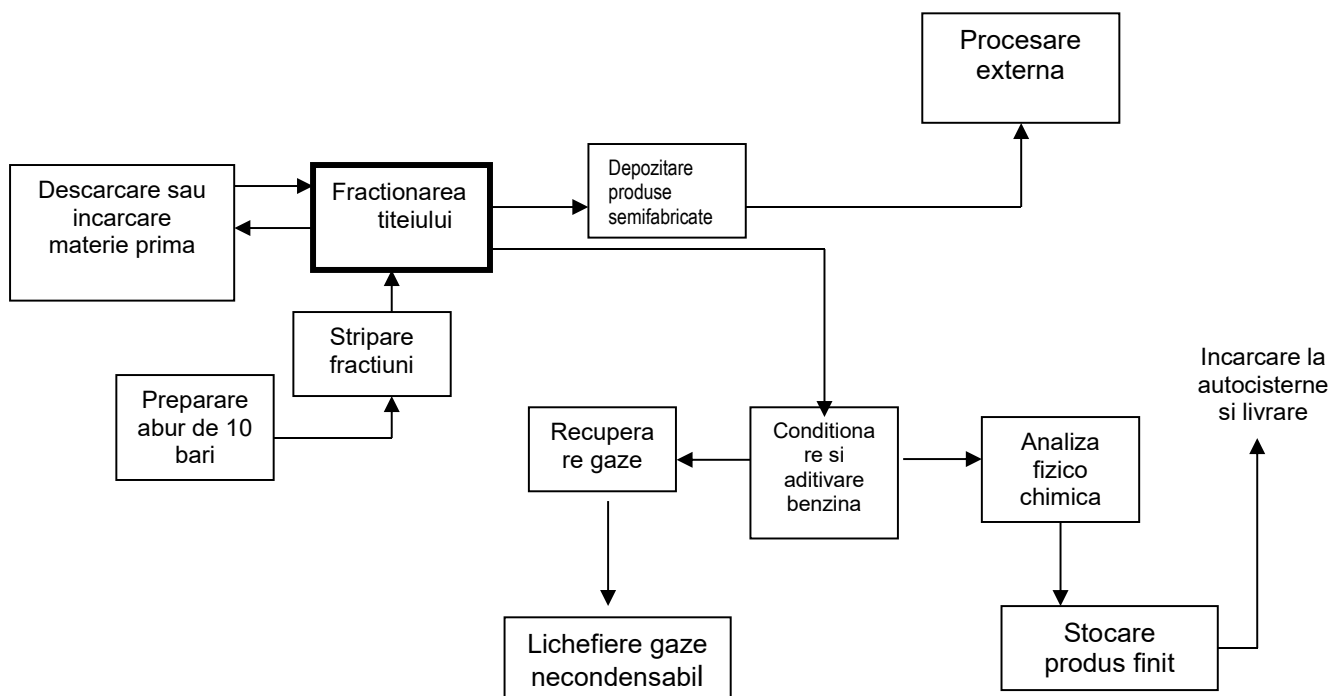 Procesare
externa
Descarcare sau
incarcare
materie prima
Fractionarea
titeiului
Depozitare
produse
semifabricate
Stripare
fractiuni
Preparare
abur de 10
bari
Incarcare la
autocisterne
si livrare
Recupera
re gaze
Conditiona
re si
aditivare
benzina
Analiza
fizico
chimica
Lichefiere gaze
necondensabil
Stocare
produs finit